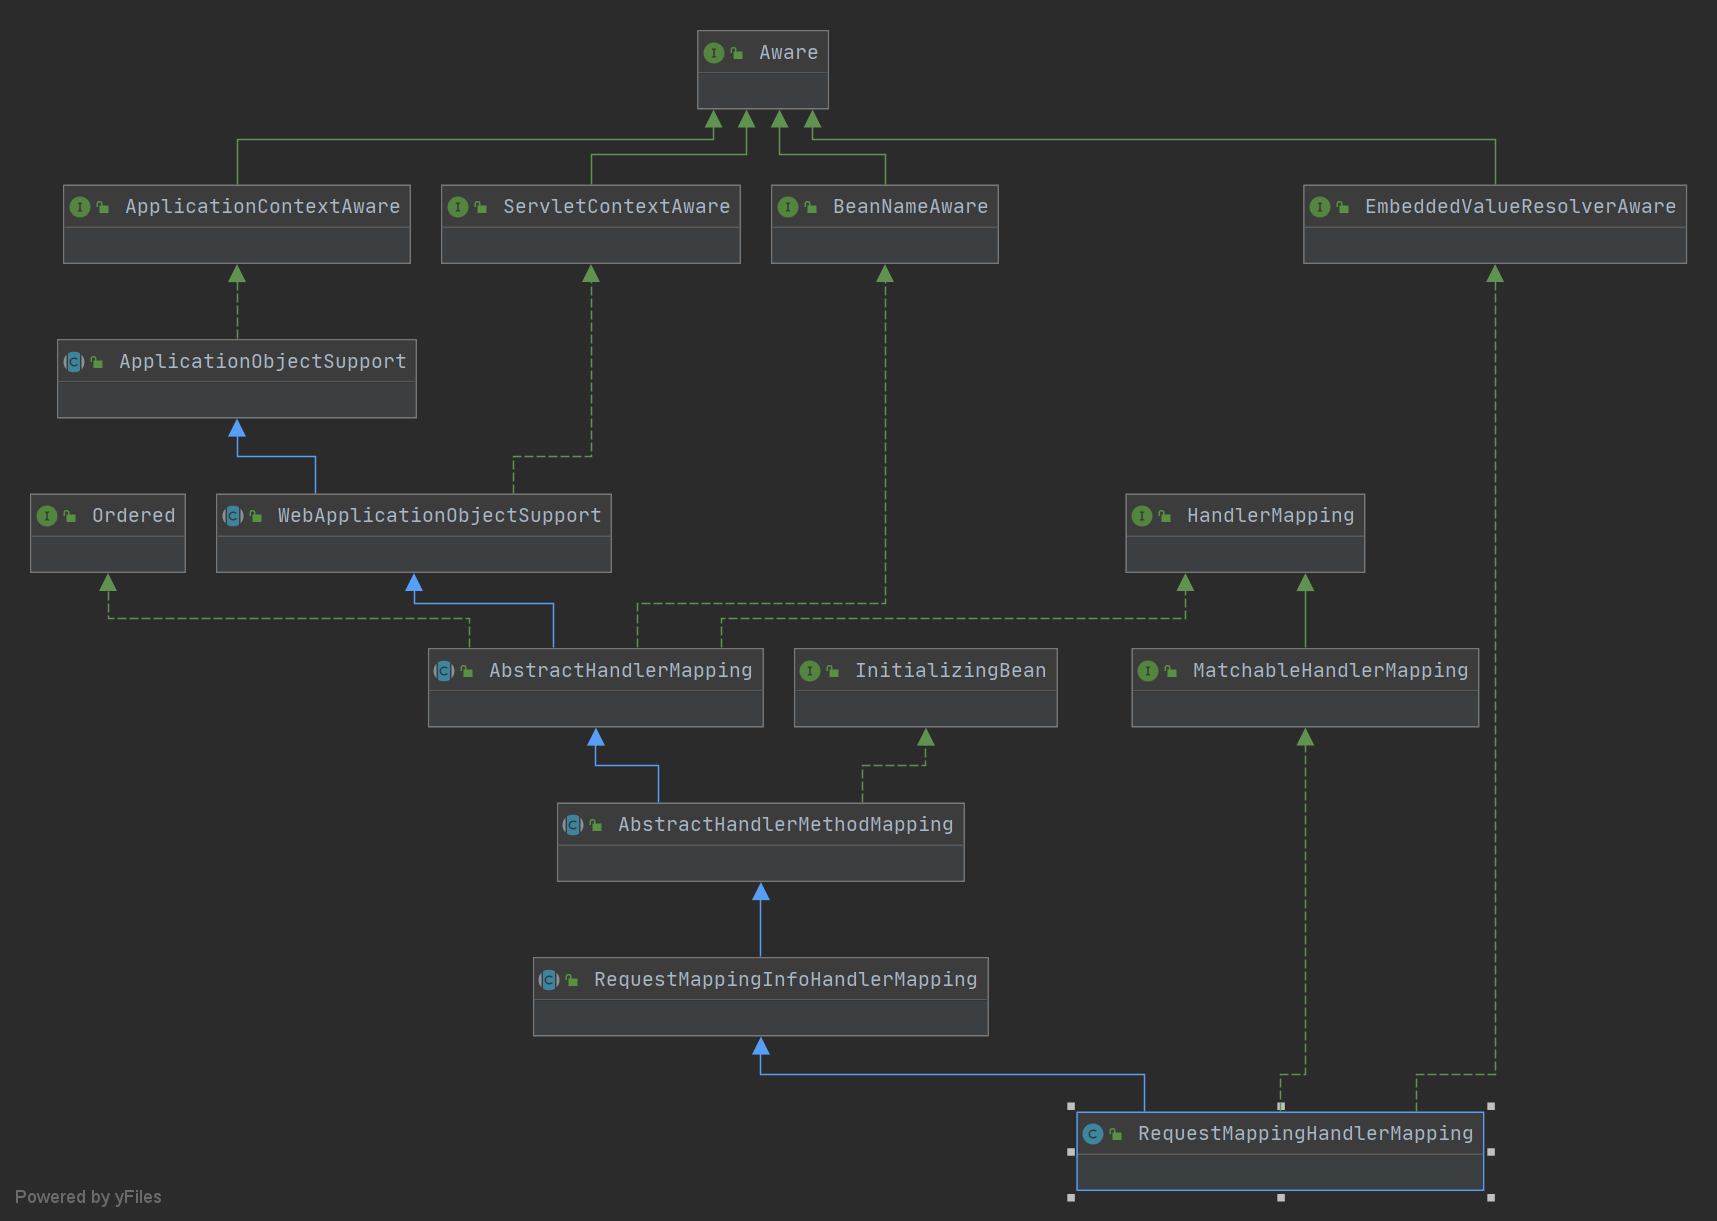 Aware
ApplicationContextAware
ServletContextAware
BeanNameAware
EmbeddedValueResolverAware
ApplicationObjectSupport
Ordered
WebApplicationObjectSupport
HandlerMapping
AbstractHandlerMapping
InitializingBean
MatchableHandlerMapping
AbstractHandlerMethodMapping
RequestMappingInfoHandlerMapping
RequestMappingHandlerMapping
Powered by yFiles